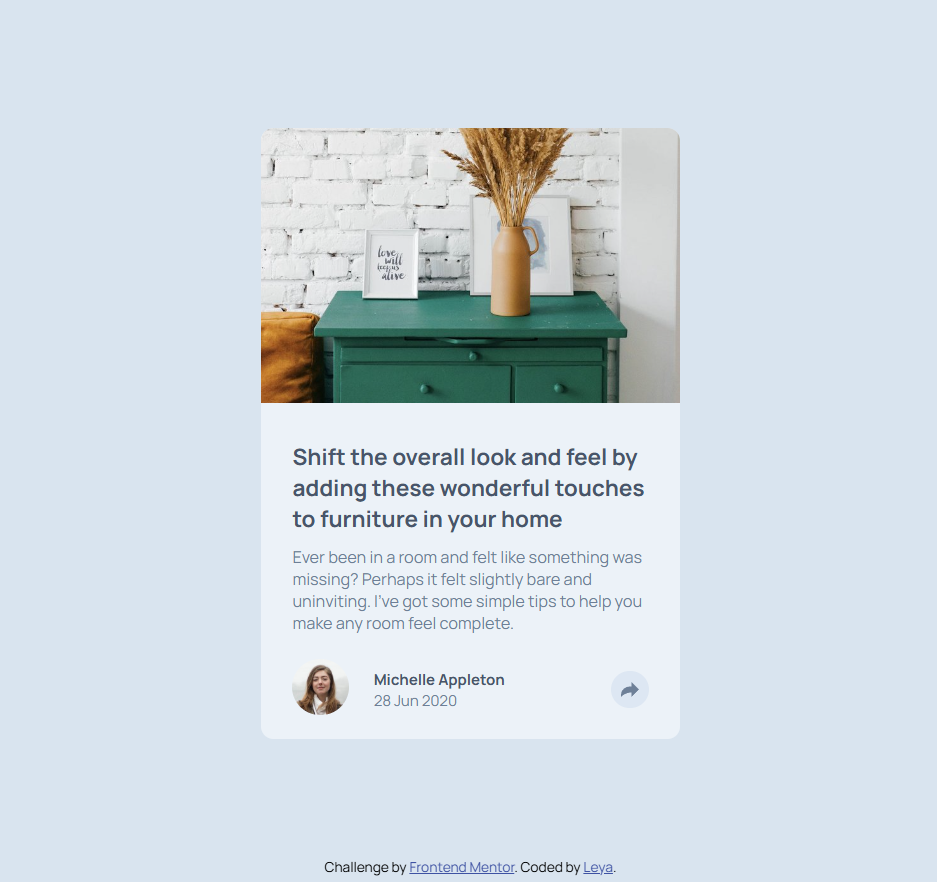 love
will
keep us
alive
Shift the overall look and feel by
adding these wonderful touches
to furniture in your home
Ever been in a room and felt like something was
missing? Perhaps it felt slightly bare and
uninviting. I've got some simple tips to help you
make any room feel complete.
Michelle Appleton
28 Jun 2020
Challenge by Frontend Mentor. Coded by Leya.